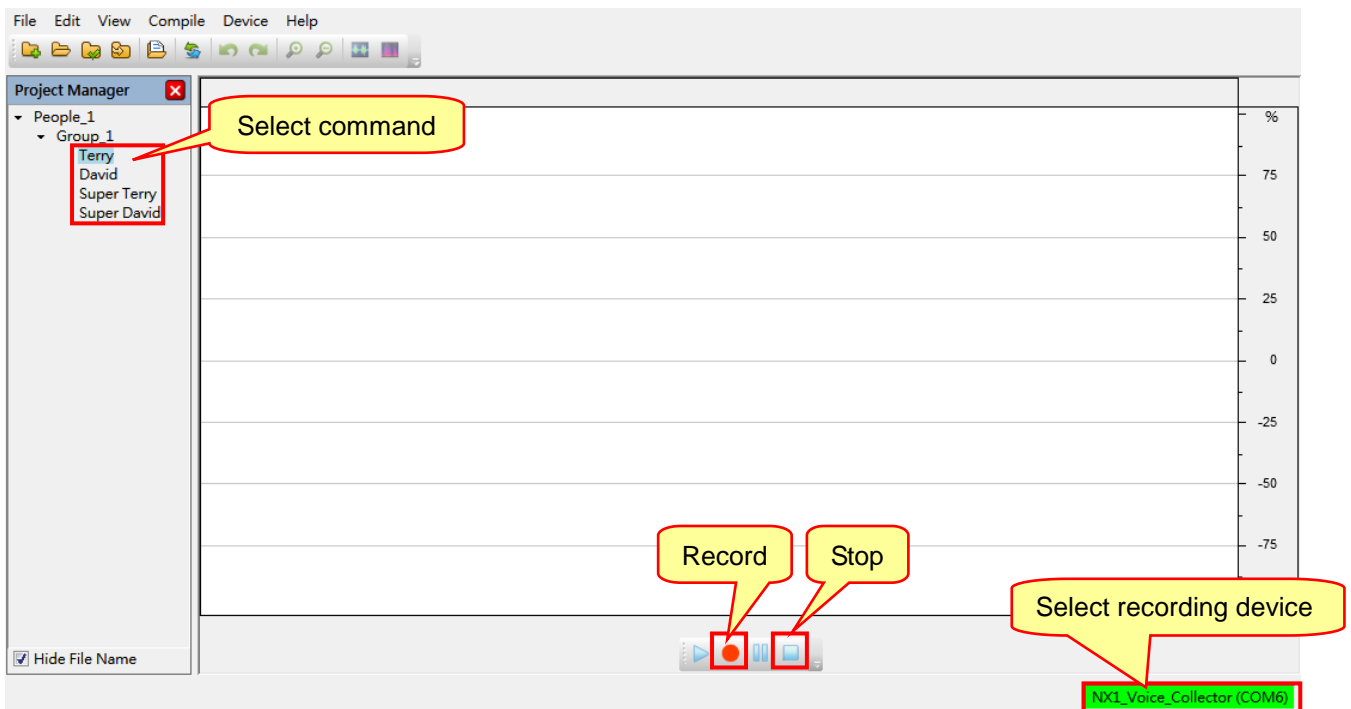 File Edit View Compile Device Help
Project Manager
People_1
Group_1
Terry
David
Super Terry
Super David
Select command
%
75
50
25
0
-25
-50
-75
Record
Stop
Select recording device
Hide File Name
NX1_Voice_Collector (COM6)